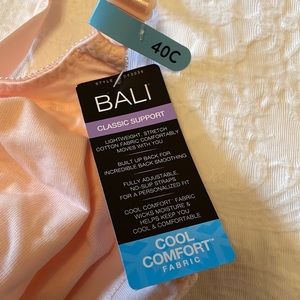 40C
STYLE
BALI
CLASSIC SUPPORT
LIGHTWEIGHT, STRETCH
COTTON FABRIC COMFORTABLY
MOVES WITH YOU
BUILT UP BACK FOR
INCREDIBLE BACK SMOOTHING
FULLY ADJUSTABLE,
NO-SLIP STRAPS
FOR A PERSONALIZED FIT
COOL COMFORT™ FABRIC
WICKS MOISTURE &
HELPS KEEP YOU
COOL & COMFORTABLE
COOL
COMFORT™
FABRIC